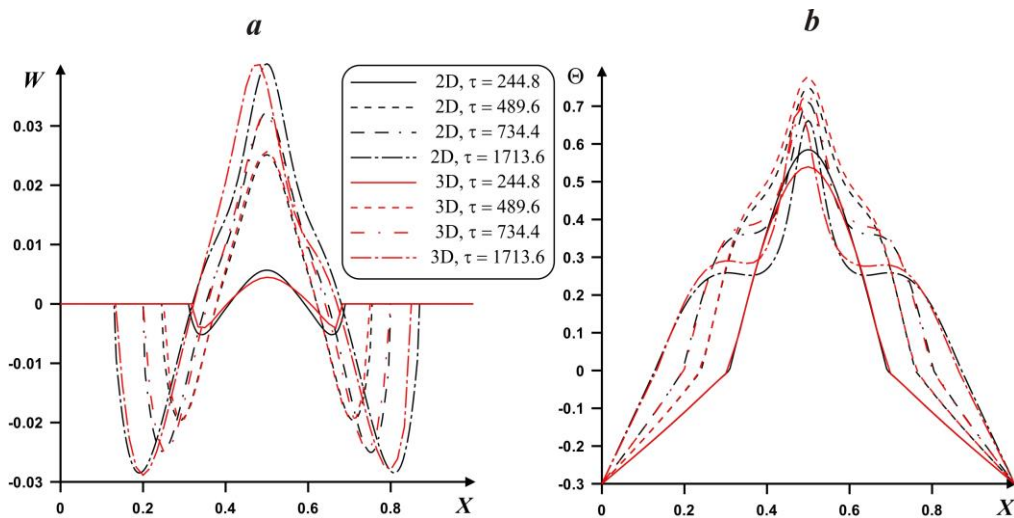 a
b
W
0.03
0.02
0.01
0
-0.01
-0.02
-0.03
0 0.2 0.4 0.6 0.8
X
2D, τ = 244.8
2D, τ = 489.6
2D, τ = 734.4
2D, τ = 1713.6
3D, τ = 244.8
3D, τ = 489.6
3D, τ = 734.4
3D, τ = 1713.6
Θ
0.7
0.6
0.5
0.4
0.3
0.2
0.1
0
-0.1
-0.2
-0.3
0 0.2 0.4 0.6 0.8
X